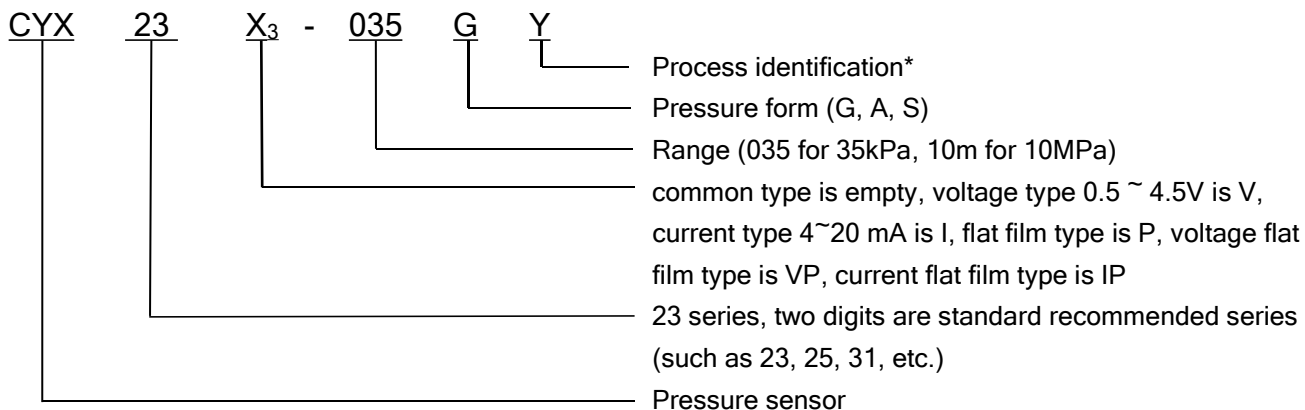 CYX 23 X₃ - 035 G Y
Process identification*
Pressure form (G, A, S)
Range (035 for 35kPa, 10m for 10MPa)
common type is empty, voltage type 0.5 ~ 4.5V is V,
current type 4~20 mA is I, flat film type is P, voltage flat
film type is VP, current flat film type is IP
23 series, two digits are standard recommended series
(such as 23, 25, 31, etc.)
Pressure sensor